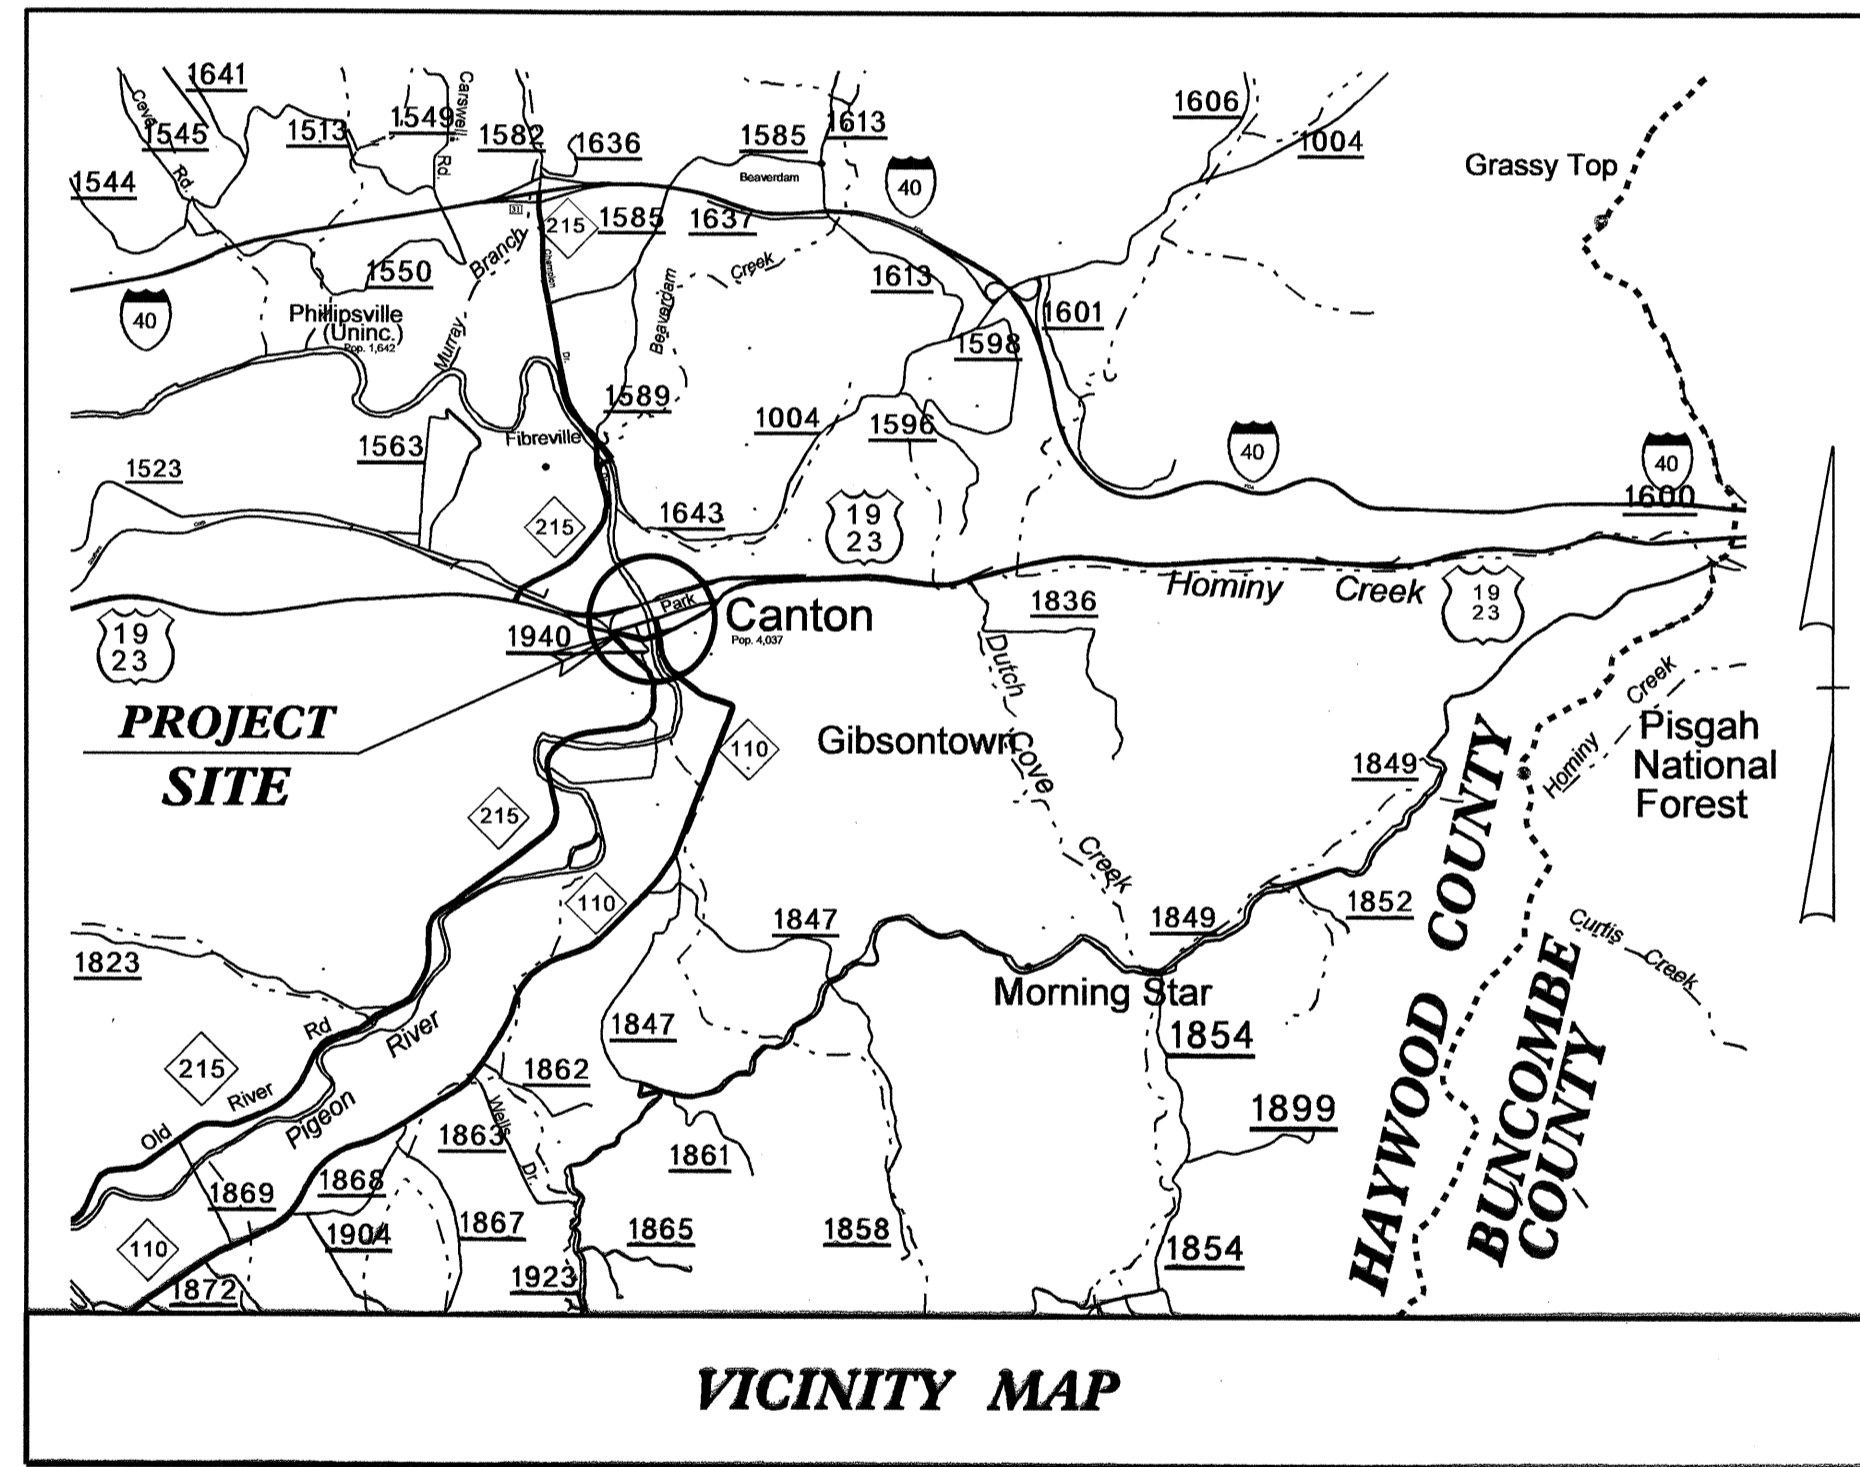 1641
Cove
1545
Rd.
1544
1513
1549
Carswell
Rd.
1582
1636
1585
1613
Beaverdam
40
1606
1004
Grassy Top
215
1585
1637
1550
Branch
Murray
Champion
Dr.
Creek
Beaverdam
1613
1601
40
Phillipsville
(Uninc.)
Pop. 1,642
1598
1589
1004
1596
1563
Fibreville
1523
40
40
1600
215
1643
19
23
Park
Canton
Pop. 4,037
1940
19
23
1836
Hominy Creek
19
23
PROJECT
SITE
Dutch
Cove
Creek
Gibsontown
110
215
1849
Hominy
Creek
Pisgah
National
Forest
110
1847
1849
1852
HAYWOOD COUNTY
BUNCOMBE
COUNTY
Curtis
Creek
1823
Morning Star
Rd
River
Old
River
Pigeon
215
1847
1854
1862
1863
Wells
Dr.
1861
1899
1869
1868
1904
1867
1865
1858
1854
110
1872
1923
VICINITY MAP